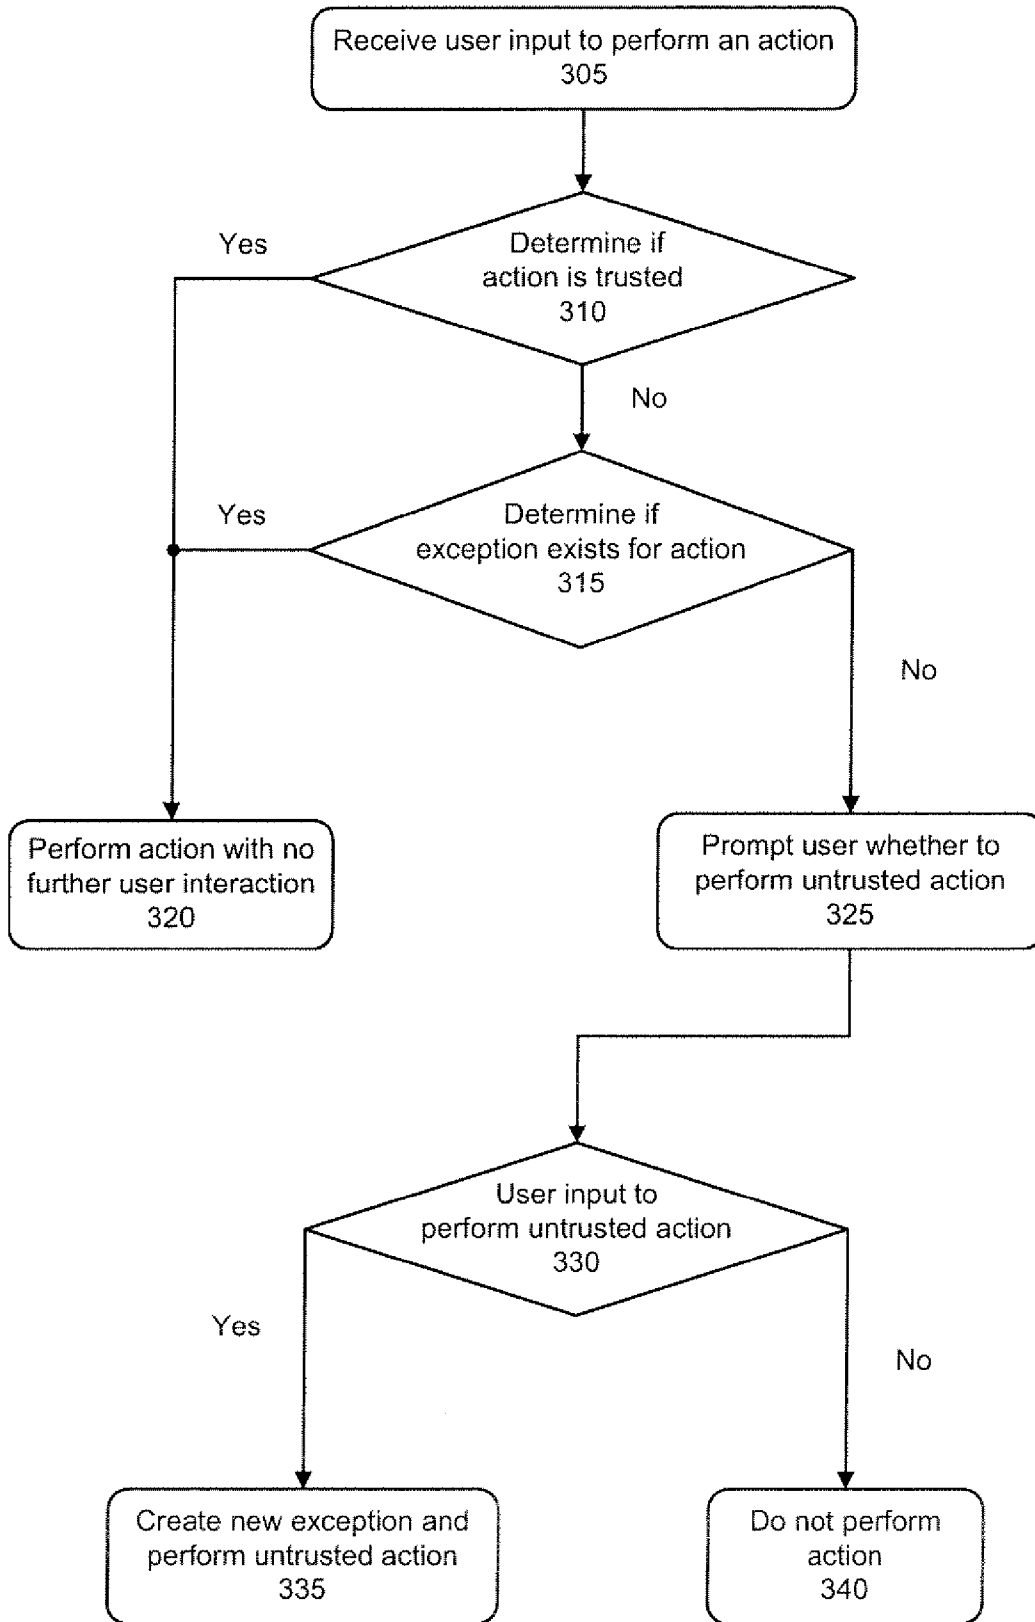 Receive user input to perform an action
305
Yes
Determine if
action is trusted
310
No
Yes
Determine if
exception exists for action
315
No
Perform action with no
further user interaction
320
Prompt user whether to
perform untrusted action
325
User input to
perform untrusted action
330
Yes
No
Create new exception and
perform untrusted action
335
Do not perform
action
340